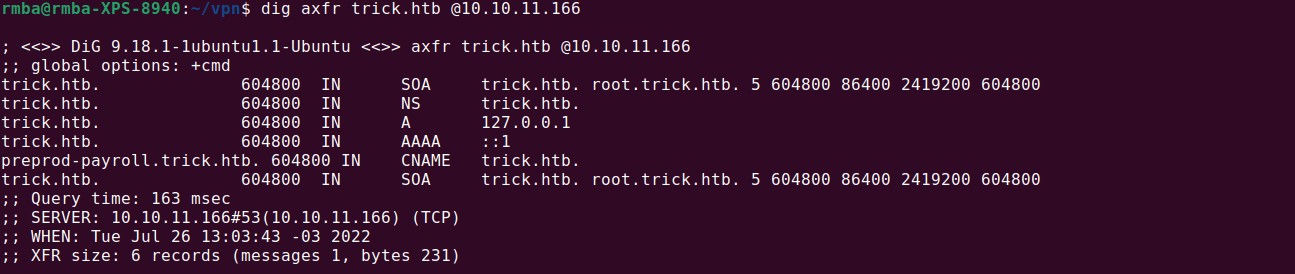 rmba@rmba-XPS-8940:~/vpn$ dig axfr trick.htb @10.10.11.166

; <<>> DiG 9.18.1-1ubuntu1.1-Ubuntu <<>> axfr trick.htb @10.10.11.166
;; global options: +cmd
trick.htb.              604800  IN      SOA     trick.htb. root.trick.htb. 5 604800 86400 2419200 604800
trick.htb.              604800  IN      NS      trick.htb.
trick.htb.              604800  IN      A       127.0.0.1
trick.htb.              604800  IN      AAAA    ::1
preprod-payroll.trick.htb. 604800 IN    CNAME   trick.htb.
trick.htb.              604800  IN      SOA     trick.htb. root.trick.htb. 5 604800 86400 2419200 604800
;; Query time: 163 msec
;; SERVER: 10.10.11.166#53(10.10.11.166) (TCP)
;; WHEN: Tue Jul 26 13:03:43 -03 2022
;; XFR size: 6 records (messages 1, bytes 231)